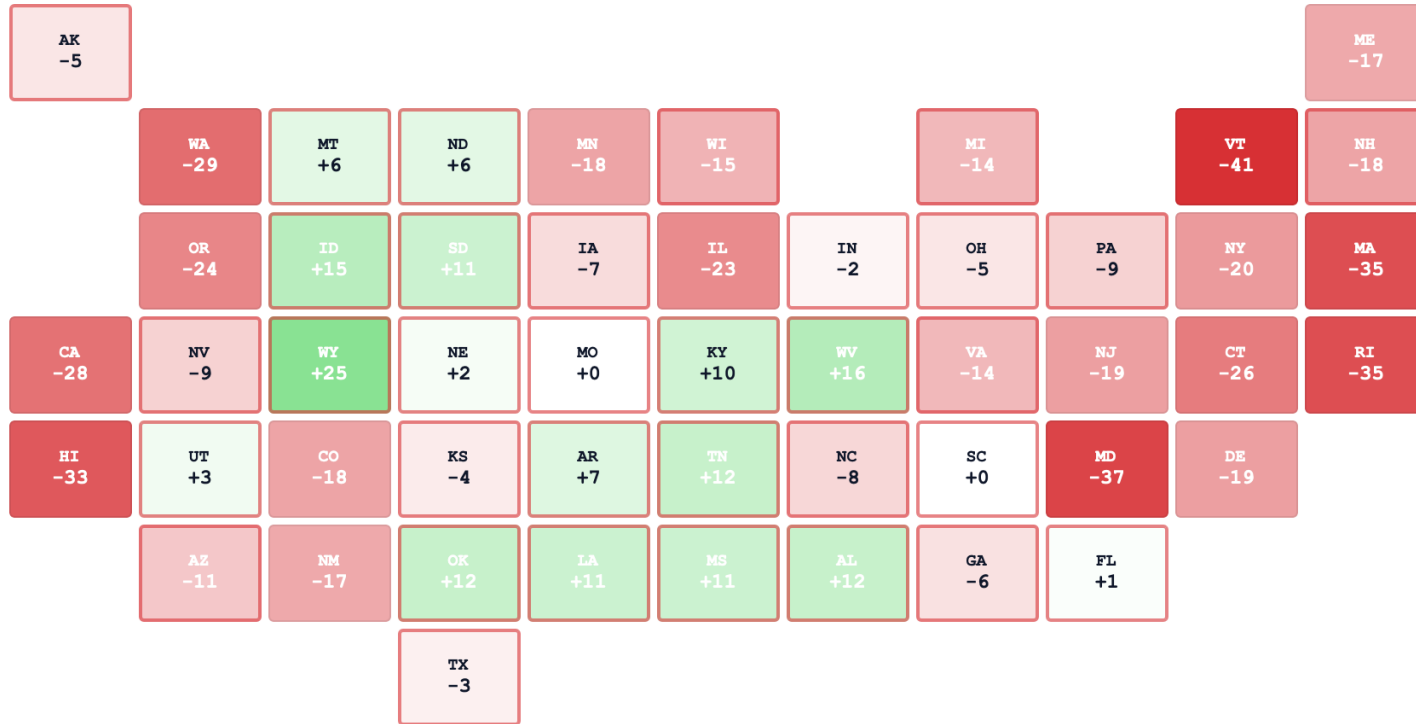 AK
-5
ME
-17
WA
-29
MT
+6
ND
+6
MN
-18
WI
-15
MI
-14
VT
-41
NH
-18
OR
-24
ID
+15
SD
+11
IA
-7
IL
-23
IN
-2
OH
-5
PA
-9
NY
-20
MA
-35
CA
-28
NV
-9
WY
+25
NE
+2
MO
+0
KY
+10
WV
+16
VA
-14
NJ
-19
CT
-26
RI
-35
HI
-33
UT
+3
CO
-18
KS
-4
AR
+7
TN
+12
NC
-8
SC
+0
MD
-37
DE
-19
AZ
-11
NM
-17
OK
+12
LA
+11
MS
+11
AL
+12
GA
-6
FL
+1
TX
-3